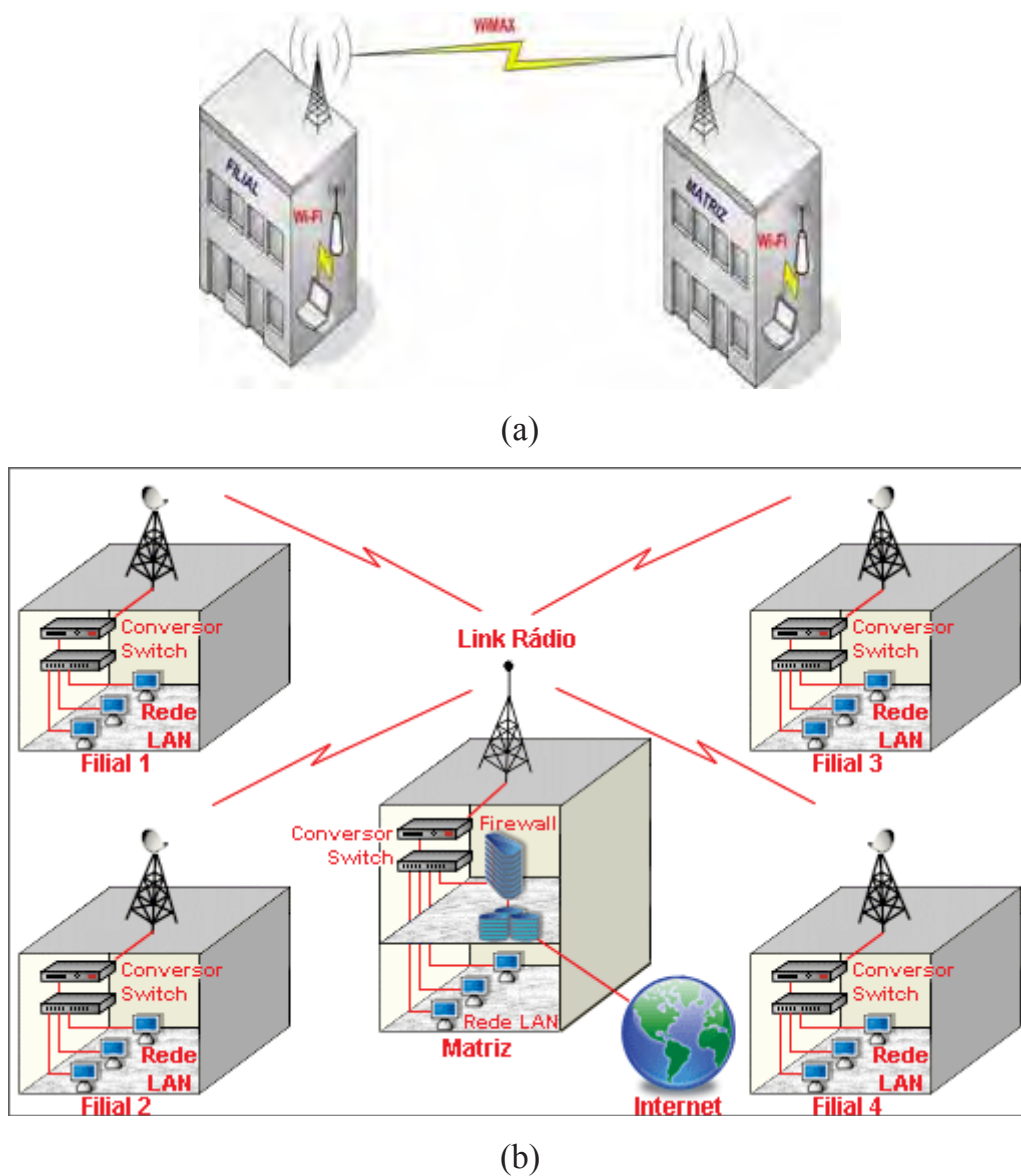 WiMAX
FILIAL
Wi-Fi
MATRIZ
Wi-Fi
(a)
Conversor
Switch
Rede
LAN
Filial 1
Link Rádio
Conversor
Switch
Rede
LAN
Filial 3
Conversor
Switch
Firewall
Rede LAN
Matriz
Conversor
Switch
Rede
LAN
Filial 2
Internet
Conversor
Switch
Rede
LAN
Filial 4
(b)